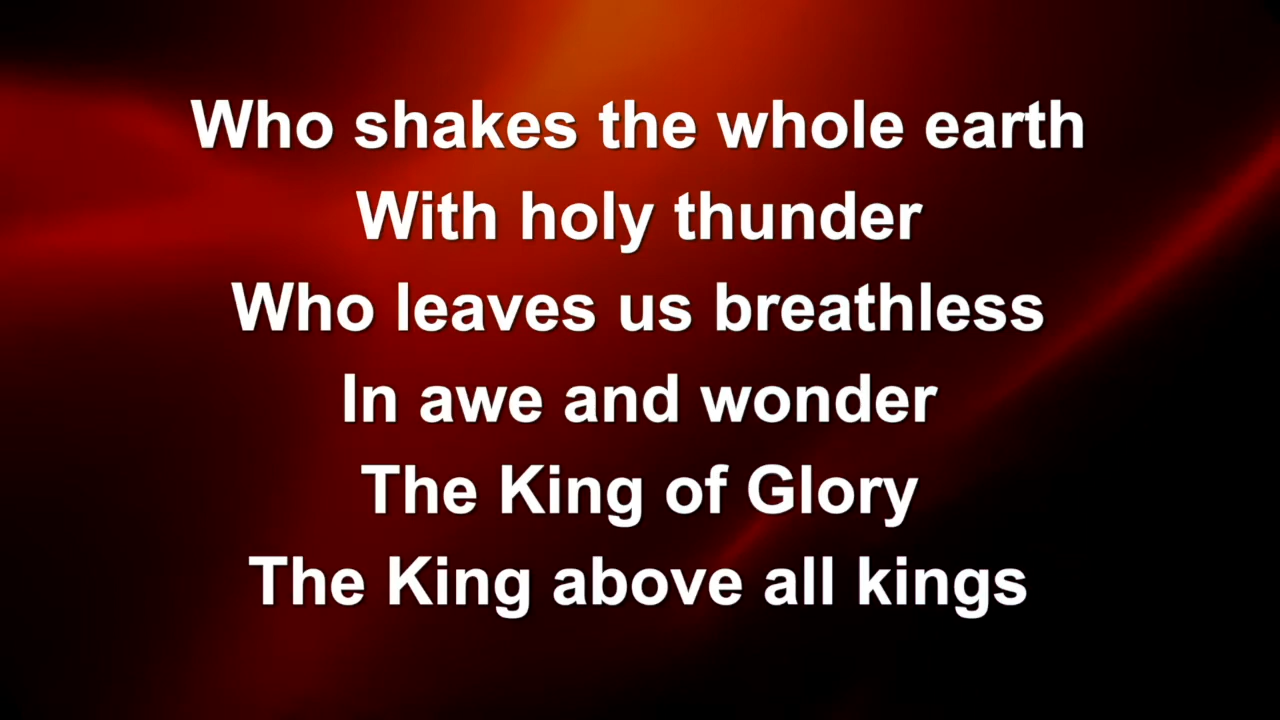 Who shakes the whole earth
With holy thunder
Who leaves us breathless
In awe and wonder
The King of Glory
The King above all kings